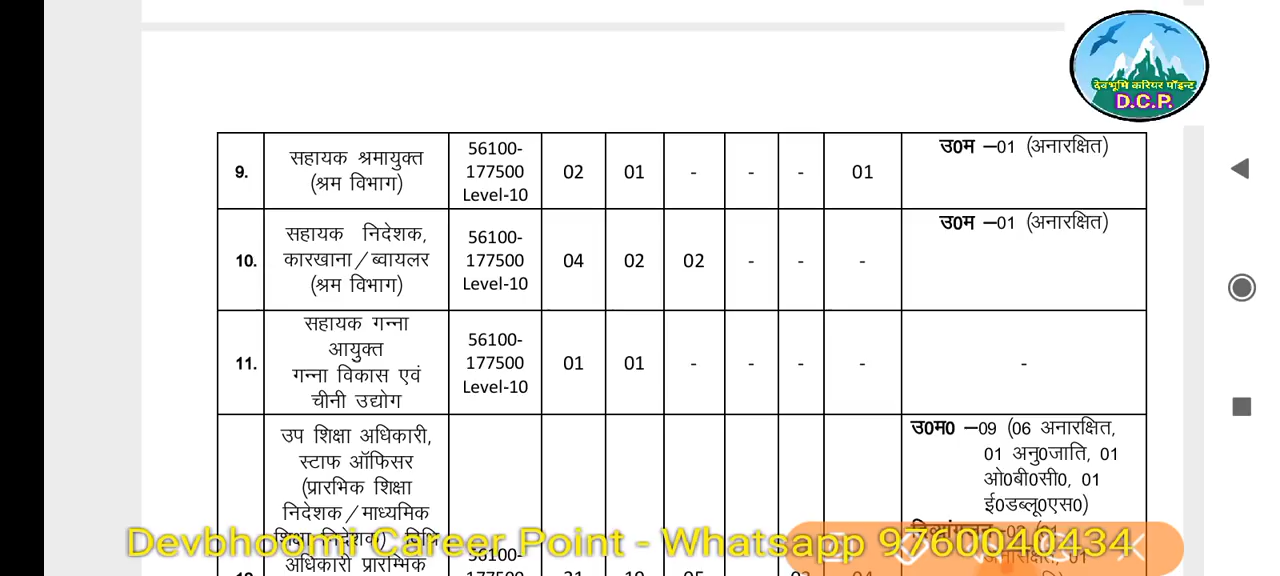 देवभूमि करियर पॉइन्ट
D.C.P.
9. सहायक श्रमायुक्त (श्रम विभाग) 56100-177500 Level-10 02 01 - - - 01 उ0म –01 (अनारक्षित)
10. सहायक निदेशक, कारखाना/ब्वायलर (श्रम विभाग) 56100-177500 Level-10 04 02 02 - - - उ0म –01 (अनारक्षित)
11. सहायक गन्ना आयुक्त गन्ना विकास एवं चीनी उद्योग 56100-177500 Level-10 01 01 - - - - -
उप शिक्षा अधिकारी,
स्टाफ ऑफिसर
(प्रारभिक शिक्षा
निदेशक/माध्यमिक
शिक्षा निदेशक)
अधिकारी प्रारम्भिक
56100-
उ0म0 –09 (06 अनारक्षित,
01 अनु0जाति, 01
ओ0बी0सी0, 01
ई0डब्लू0एस0)
Devbhoomi Career Point - Whatsapp 9760040434